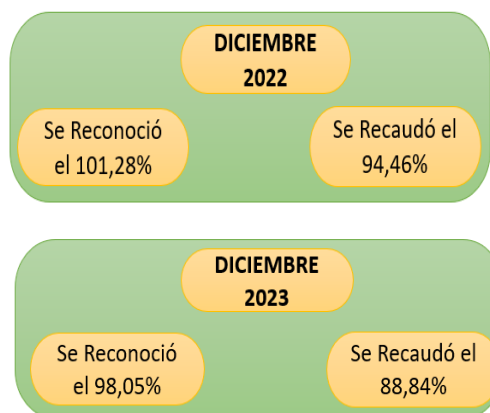 DICIEMBRE
2022
Se Reconoció
el 101,28%
Se Recaudó el
94,46%
DICIEMBRE
2023
Se Reconoció
el 98,05%
Se Recaudó el
88,84%